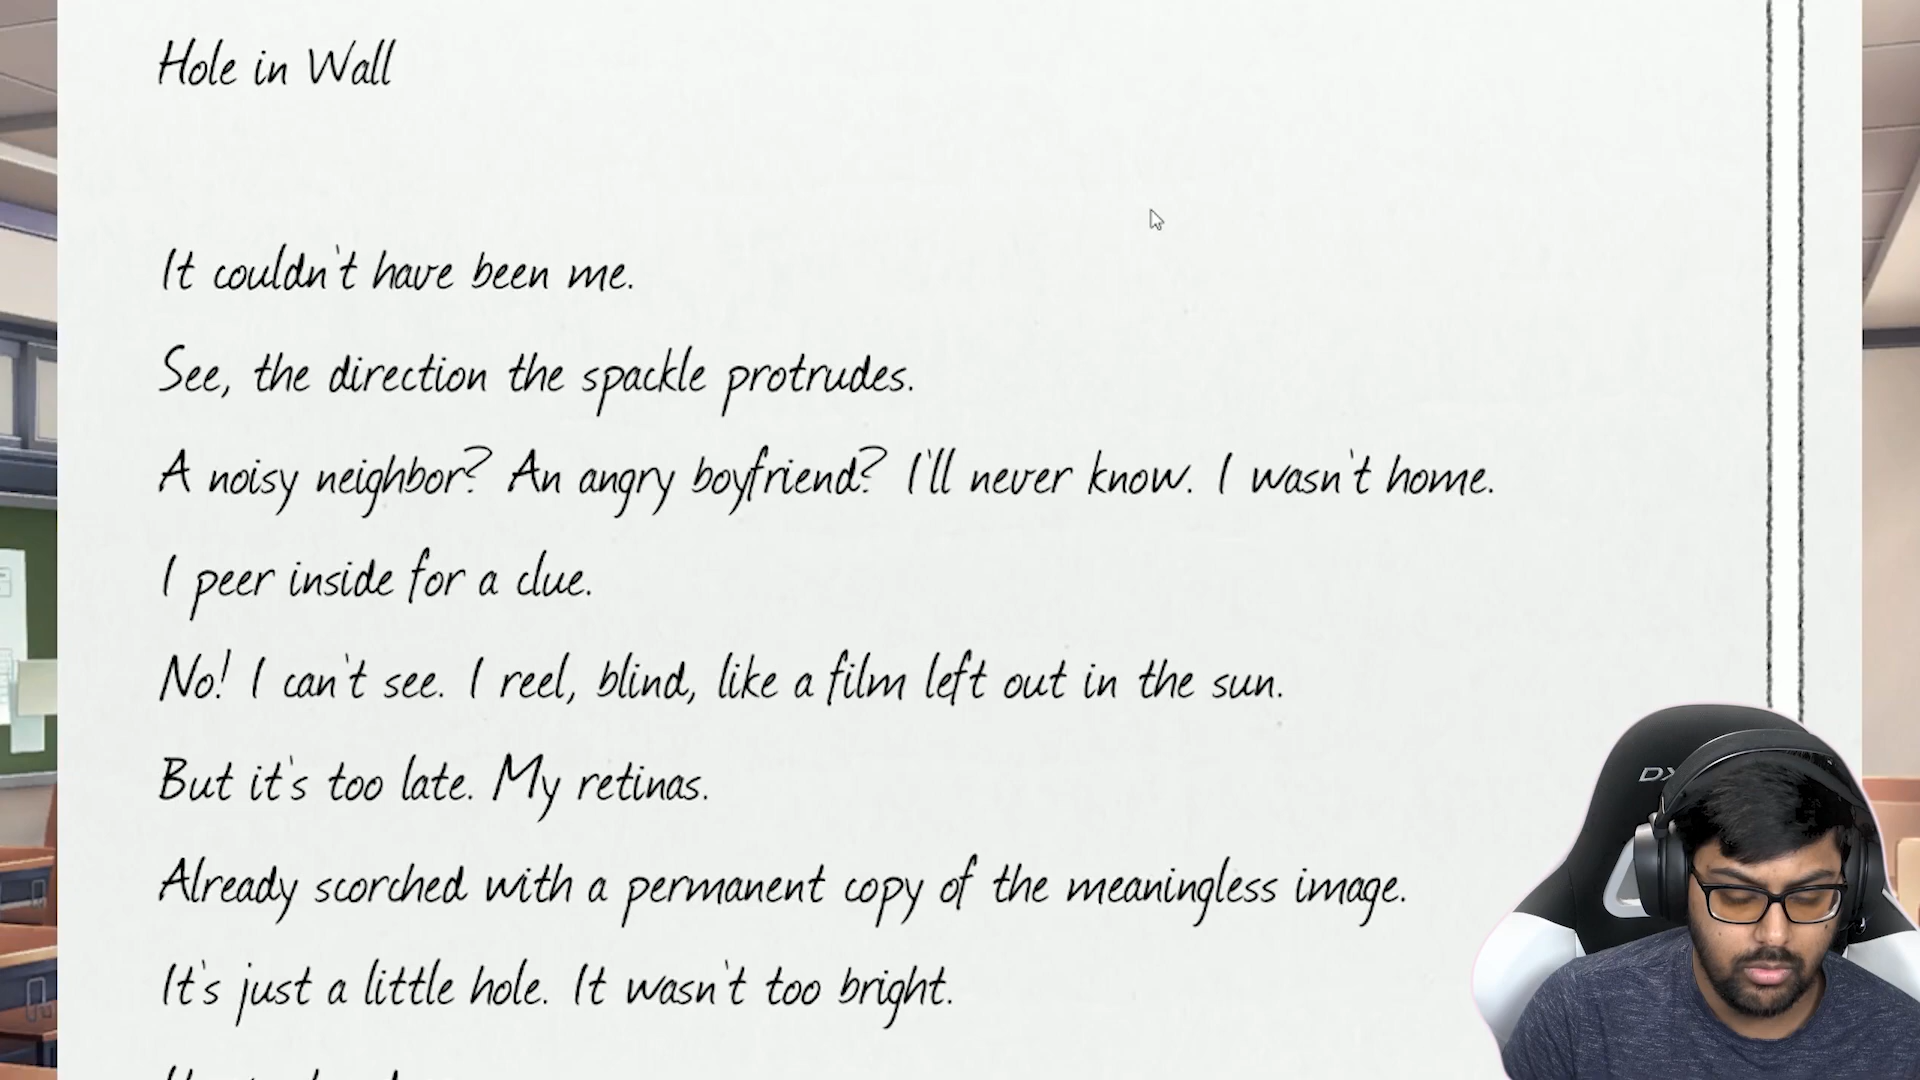 Hole in Wall
It couldn't have been me.
See, the direction the spackle protrudes.
A noisy neighbor? An angry boyfriend? I'll never know. I wasn't home.
I peer inside for a clue.
No! I can't see. I reel, blind, like a film left out in the sun.
But it's too late. My retinas.
Already scorched with a permanent copy of the meaningless image.
It's just a little hole. It wasn't too bright.
DX